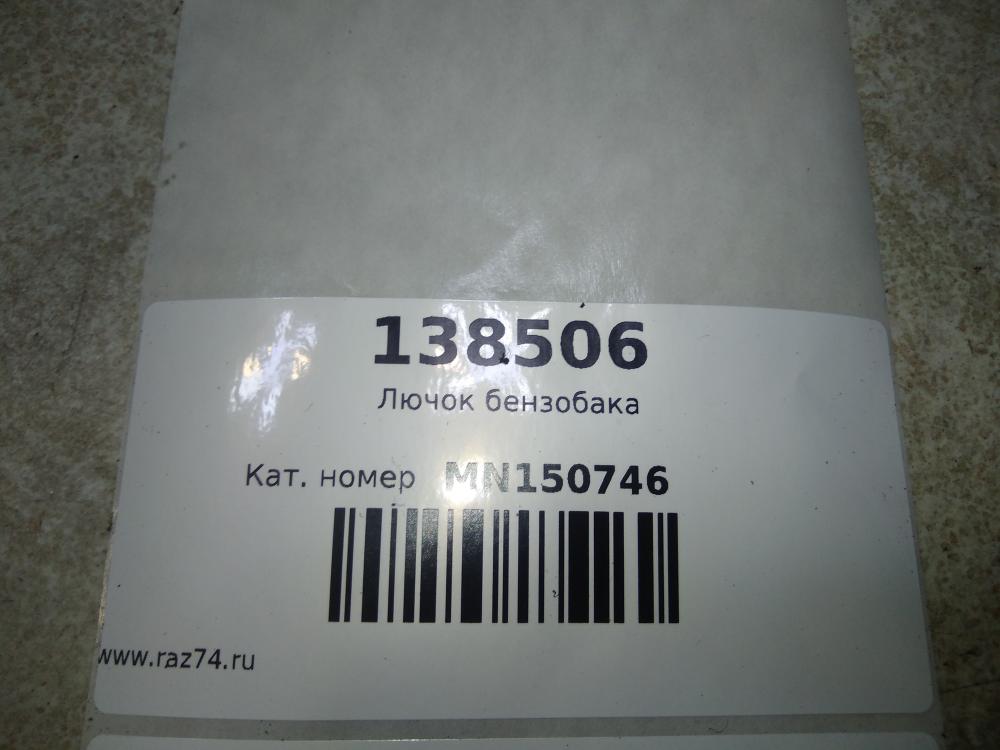 138506
Лючок бензобака
Кат. номер MN150746
www.raz74.ru